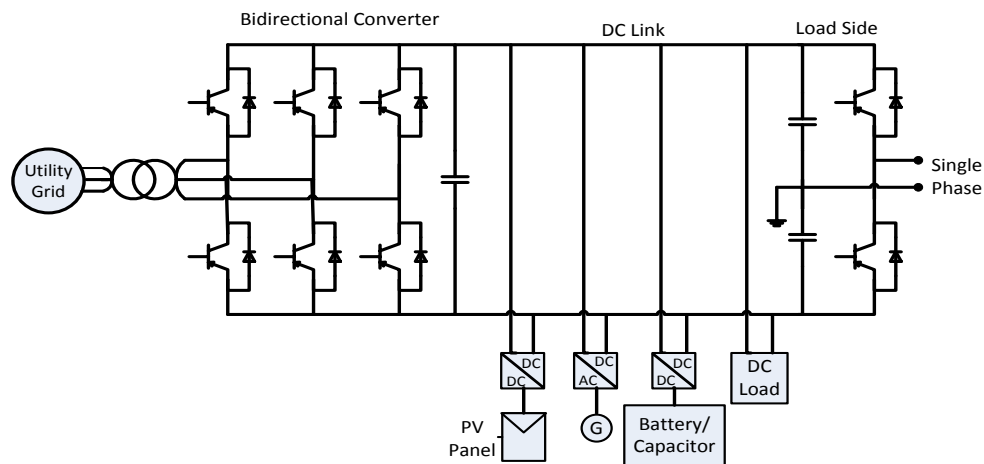 Bidirectional Converter
DC Link
Load Side
Utility
Grid
Single
Phase
DC
DC
DC
AC
DC
DC
DC
Load
PV
Panel
G
Battery/
Capacitor